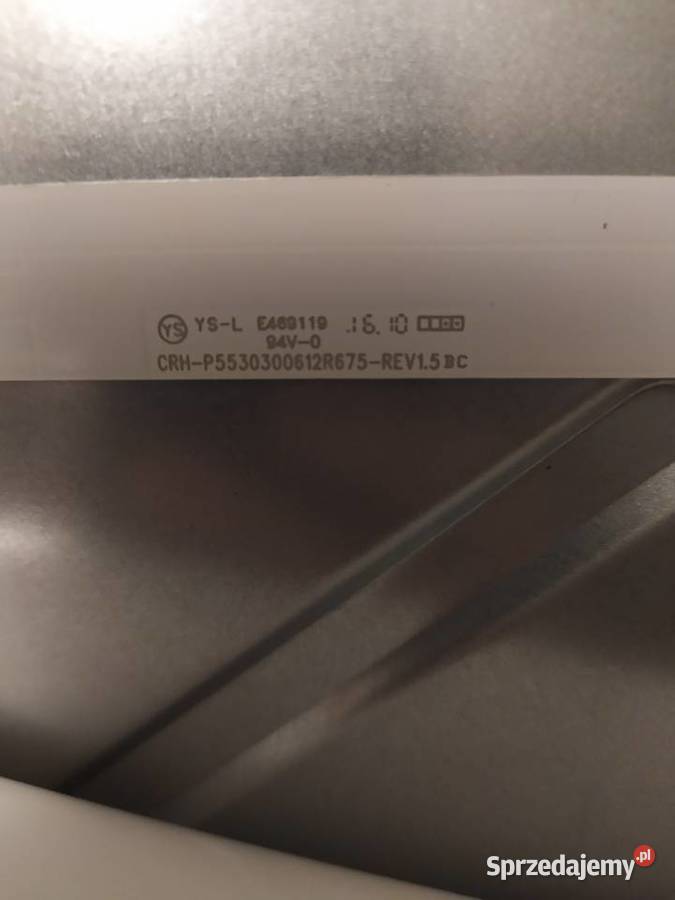 YS YS-L E469119 .16.10
94V-0
CRH-P5530300612R675-REV1.5 BC
Sprzedajemy.pl